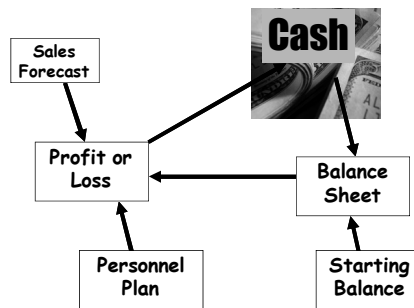 Cash
Sales
Forecast
Profit or
Loss
Balance
Sheet
Personnel
Plan
Starting
Balance